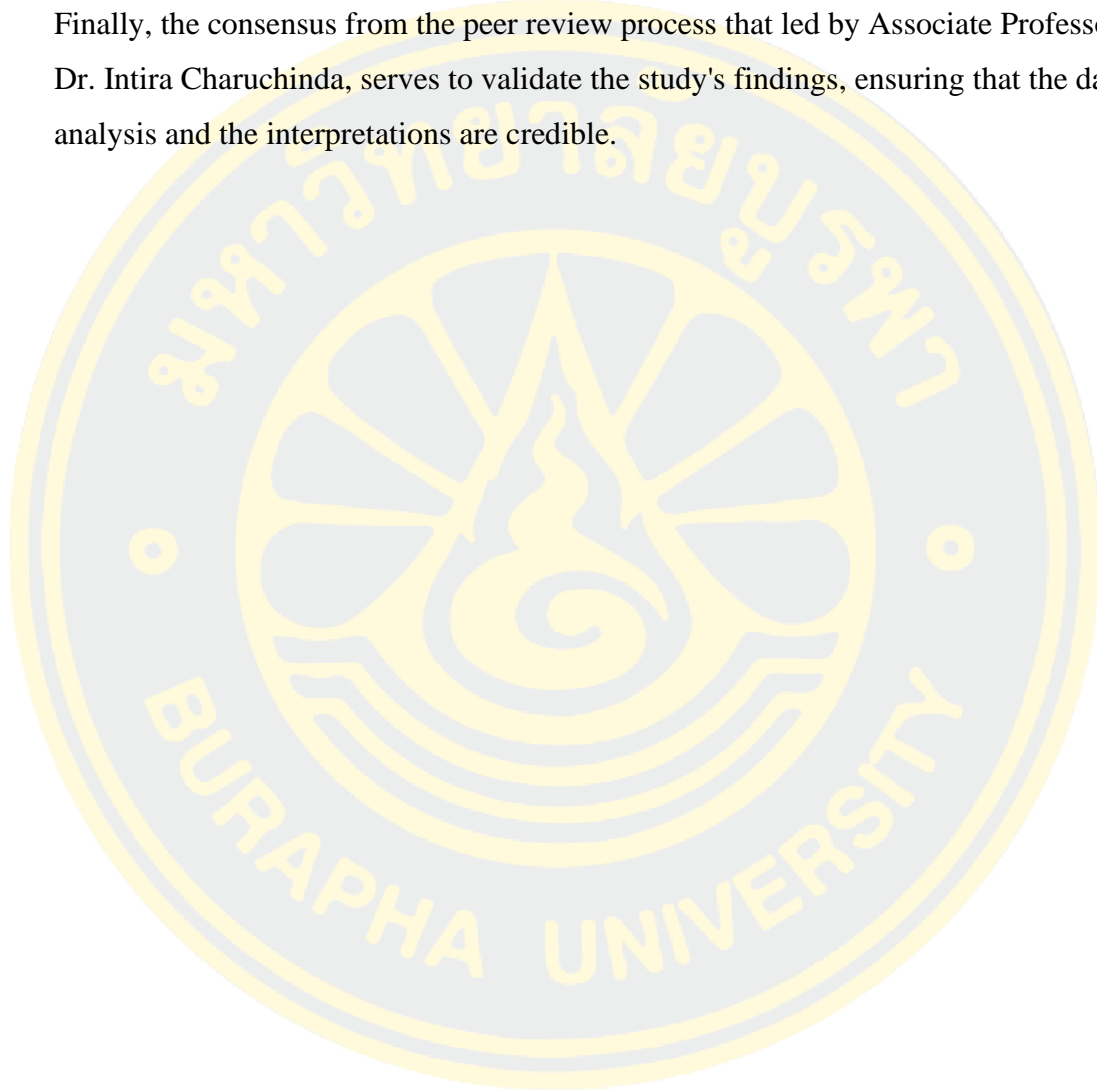 Finally, the consensus from the peer review process that led by Associate Professo
Dr. Intira Charuchinda, serves to validate the study's findings, ensuring that the da
analysis and the interpretations are credible.
มหาวิทยาลัยบูรพา
BURAPHA UNIVERSITY